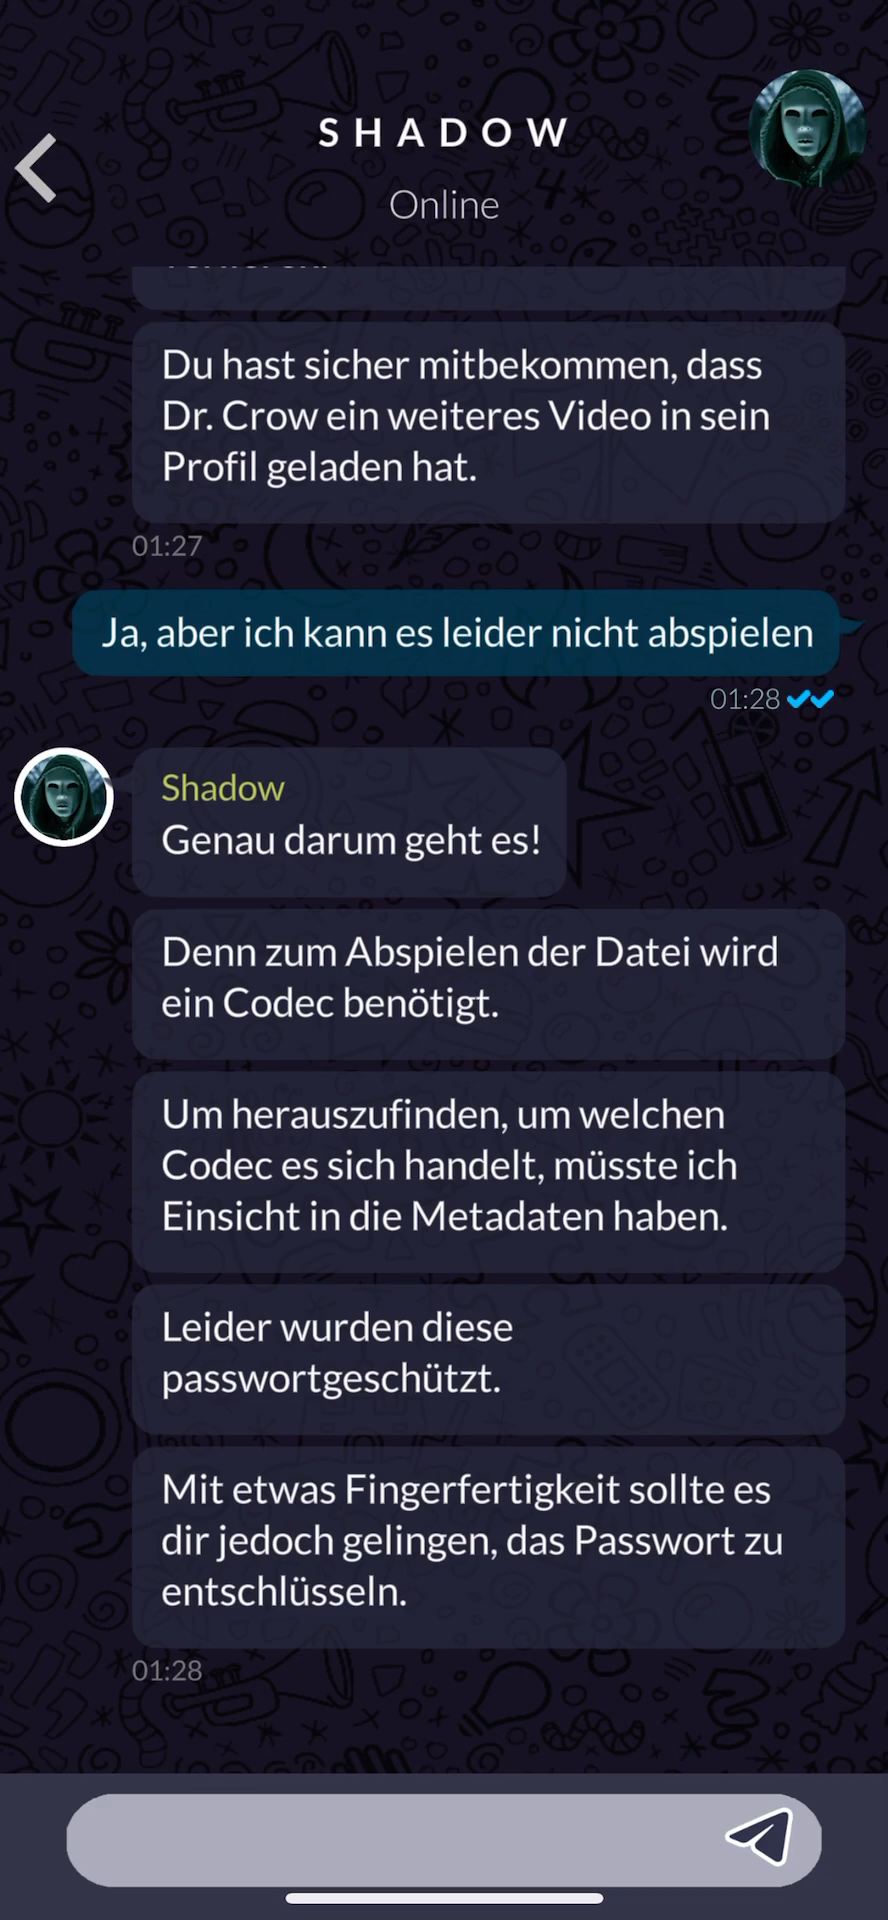 SHADOW
Online
Du hast sicher mitbekommen, dass
Dr. Crow ein weiteres Video in sein
Profil geladen hat.
01:27
Ja, aber ich kann es leider nicht abspielen
01:28
Shadow
Genau darum geht es!
Denn zum Abspielen der Datei wird
ein Codec benötigt.
Um herauszufinden, um welchen
Codec es sich handelt, müsste ich
Einsicht in die Metadaten haben.
Leider wurden diese
passwortgeschützt.
Mit etwas Fingerfertigkeit sollte es
dir jedoch gelingen, das Passwort zu
entschlüsseln.
01:28